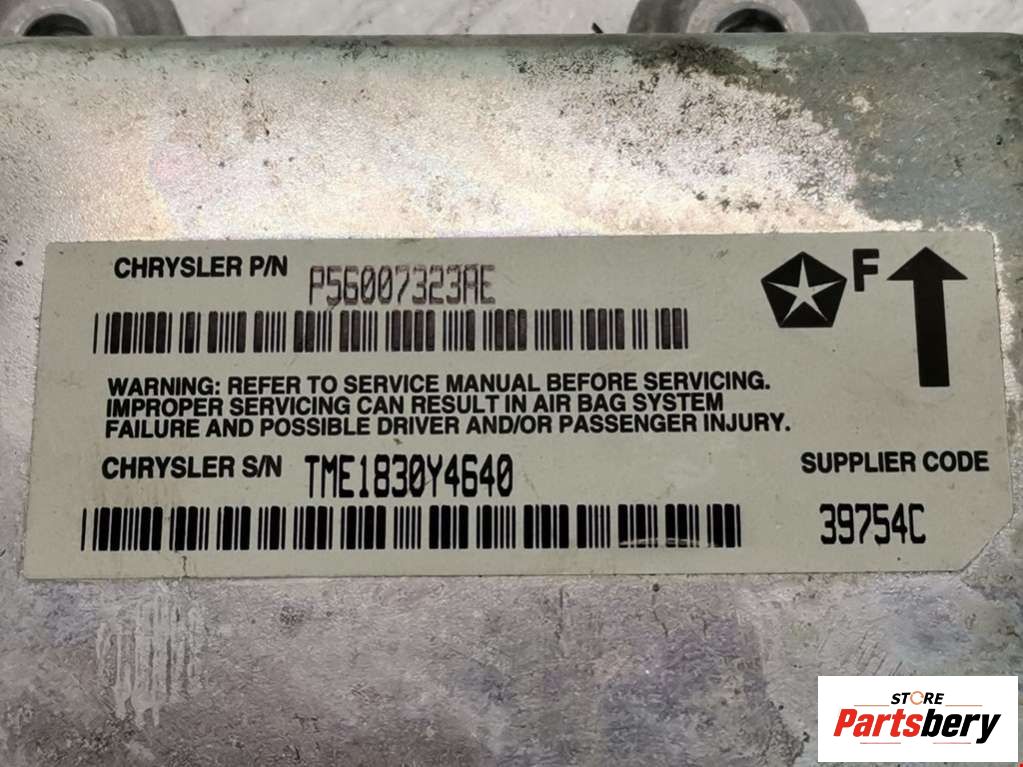 CHRYSLER P/N P56007323AE
F
WARNING: REFER TO SERVICE MANUAL BEFORE SERVICING.
IMPROPER SERVICING CAN RESULT IN AIR BAG SYSTEM
FAILURE AND POSSIBLE DRIVER AND/OR PASSENGER INJURY.
CHRYSLER S/N TME1830Y4640
SUPPLIER CODE
39754C
STORE
Partsbery